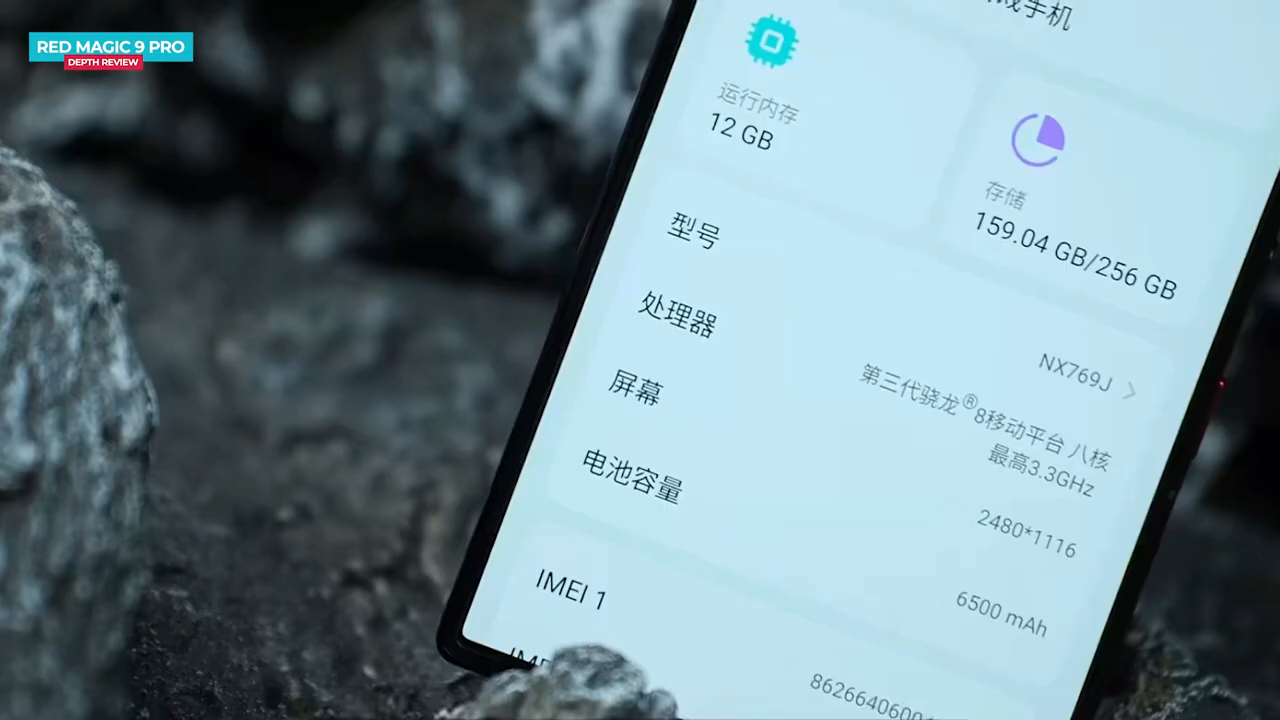 RED MAGIC 9 PRO
DEPTH REVIEW
手机
运行内存
12 GB
存储
159.04 GB/256 GB
型号
NX769J
处理器
第三代骁龙®8移动平台 八核
最高3.3GHz
屏幕
2480*1116
电池容量
6500 mAh
IMEI 1